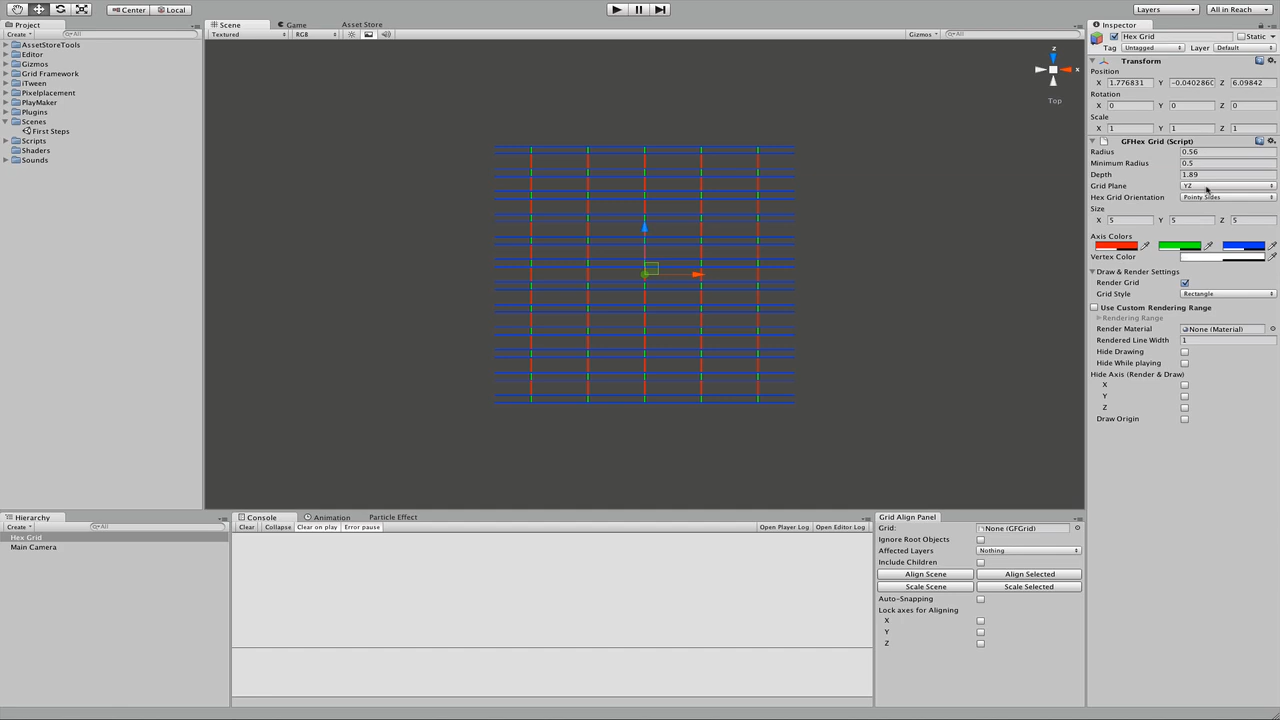 Center Local
Layers All in Reach
Project
Create All
AssetStoreTools
Editor
Gizmos
Grid Framework
iTween
Pixelplacement
PlayMaker
Plugins
Scenes
First Steps
Scripts
Shaders
Sounds
Scene Game Asset Store
Textured RGB Gizmos All
z
x
Top
Inspector
Hex Grid Static
Tag Untagged Layer Default
Transform
Position
X 1.776831 Y -0.040286 Z 6.09842
Rotation
X 0 Y 0 Z 0
Scale
X 1 Y 1 Z 1
GFHex Grid (Script)
Radius 0.56
Minimum Radius 0.5
Depth 1.89
Grid Plane YZ
Hex Grid Orientation Pointy Sides
Size
X 5 Y 5 Z 5
Axis Colors
Vertex Color
Draw & Render Settings
Render Grid
Grid Style Rectangle
Use Custom Rendering Range
Rendering Range
Render Material None (Material)
Rendered Line Width 1
Hide Drawing
Hide While playing
Hide Axis (Render & Draw)
X
Y
Z
Draw Origin
Hierarchy
Create All
Hex Grid
Main Camera
Console Animation Particle Effect
Clear Collapse Clear on play Error pause Open Player Log Open Editor Log
Grid Align Panel
Grid: None (GFGrid)
Ignore Root Objects
Affected Layers Nothing
Include Children
Align Scene Align Selected
Scale Scene Scale Selected
Auto-Snapping
Lock axes for Aligning
X
Y
Z